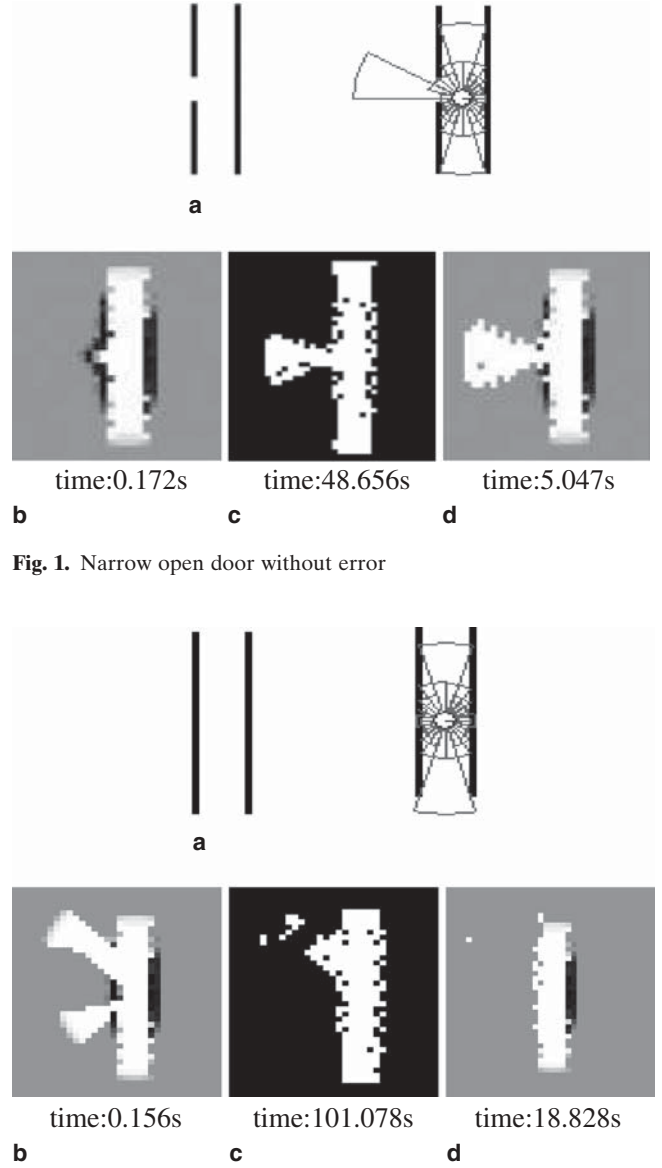 a
time:0.172s time:48.656s time:5.047s
b c d
Fig. 1. Narrow open door without error
a
time:0.156s time:101.078s time:18.828s
b c d